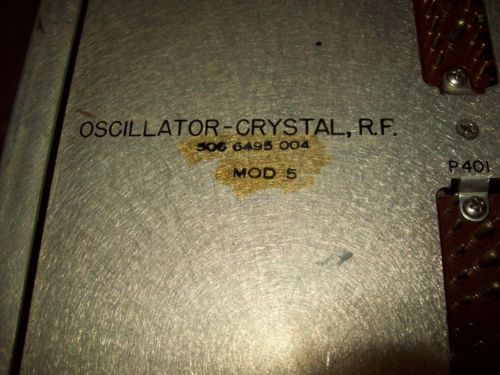 OSCILLATOR-CRYSTAL, R.F.
506 6495 004
MOD 5
P401